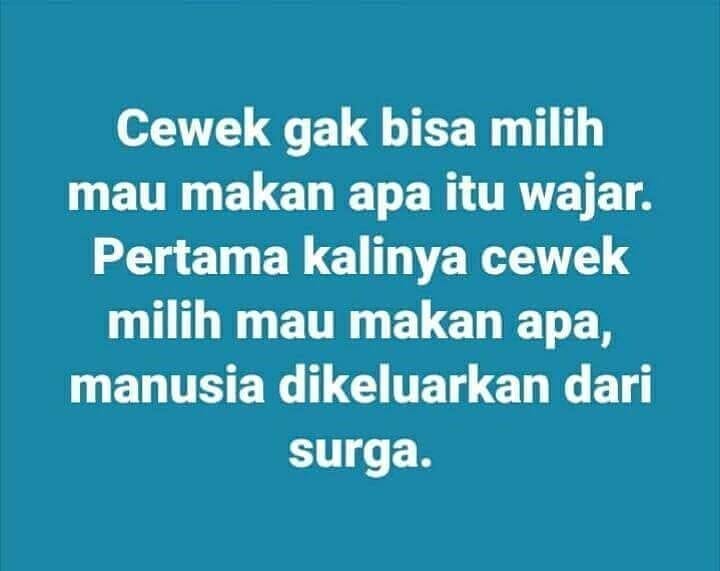 Cewek gak bisa milih
mau makan apa itu wajar.
Pertama kalinya cewek
milih mau makan apa,
manusia dikeluarkan dari
surga.